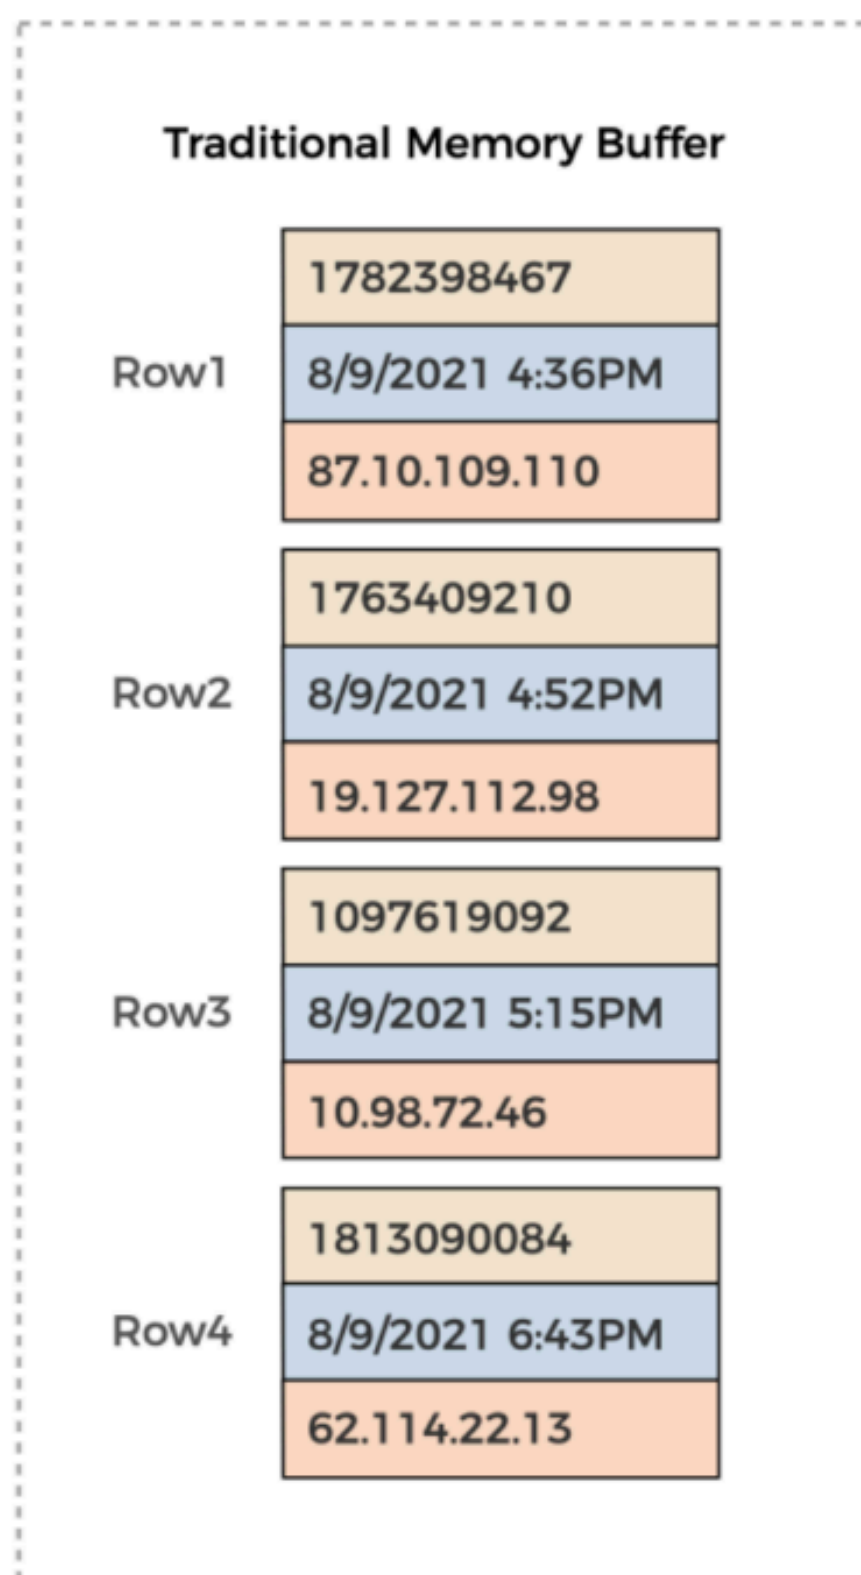 Traditional Memory Buffer
1782398467
Row1 8/9/2021 4:36PM
87.10.109.110
1763409210
Row2 8/9/2021 4:52PM
19.127.112.98
1097619092
Row3 8/9/2021 5:15PM
10.98.72.46
1813090084
Row4 8/9/2021 6:43PM
62.114.22.13